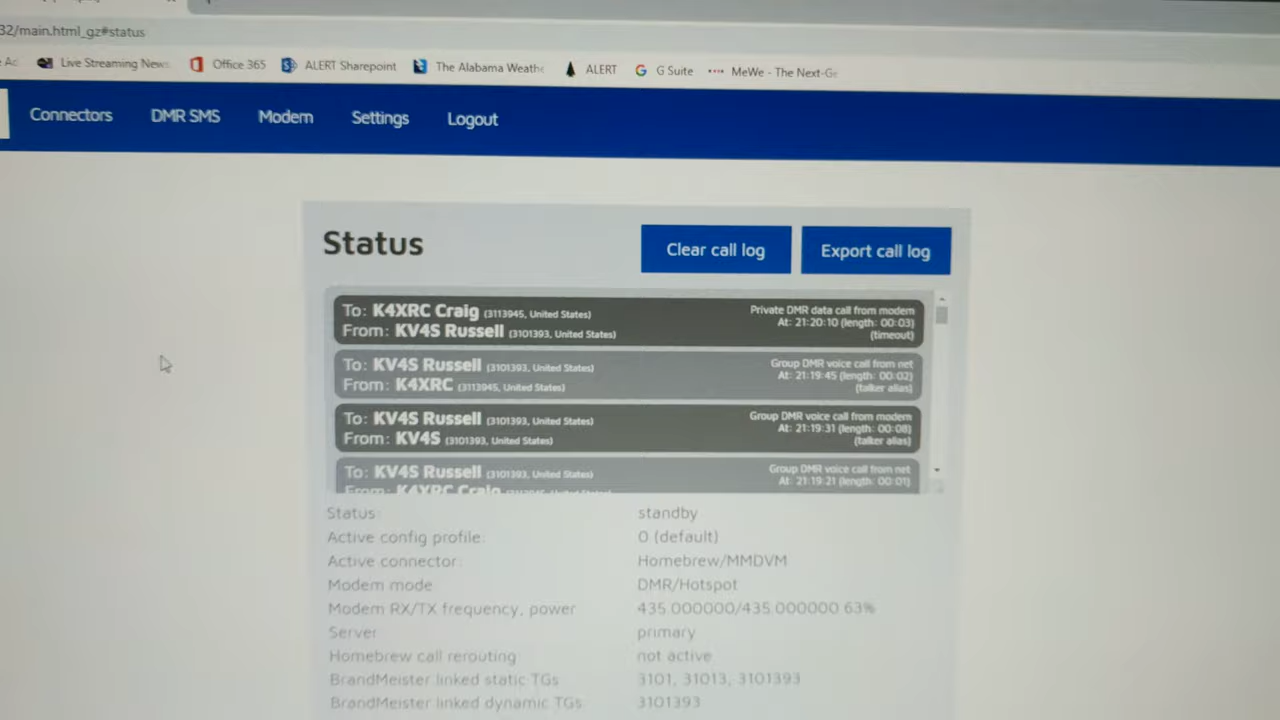 32/main.html_gz#status
Live Streaming News
Office 365
ALERT Sharepoint
The Alabama Weathe
ALERT
G Suite
MeWe - The Next-Ge
Connectors
DMR SMS
Modem
Settings
Logout
Status
Clear call log
Export call log
To: K4XRC Craig (3113945, United States)
From: KV4S Russell (3101393, United States)
Private DMR data call from modem
At: 21:20:10 (length: 00:03)
(timeout)
To: KV4S Russell (3101393, United States)
From: K4XRC (3113945, United States)
Group DMR voice call from net
At: 21:19:45 (length: 00:02)
(talker alias)
To: KV4S Russell (3101393, United States)
From: KV4S (3101393, United States)
Group DMR voice call from modem
At: 21:19:31 (length: 00:08)
(talker alias)
To: KV4S Russell (3101393, United States)
From: K4XRC Craig
Group DMR voice call from net
At: 21:19:21 (length: 00:01)
Status: standby
Active config profile: 0 (default)
Active connector: Homebrew/MMDVM
Modem mode: DMR/Hotspot
Modem RX/TX frequency, power 435.000000/435.000000 63%
Server: primary
Homebrew call rerouting not active
BrandMeister linked static TGs 3101, 31013, 3101393
BrandMeister linked dynamic TGs 3101393